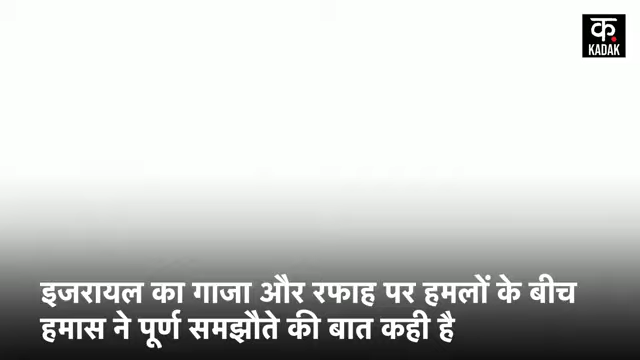 क
KADAK
इजरायल का गाजा और रफाह पर हमलों के बीच
हमास ने पूर्ण समझौते की बात कही है